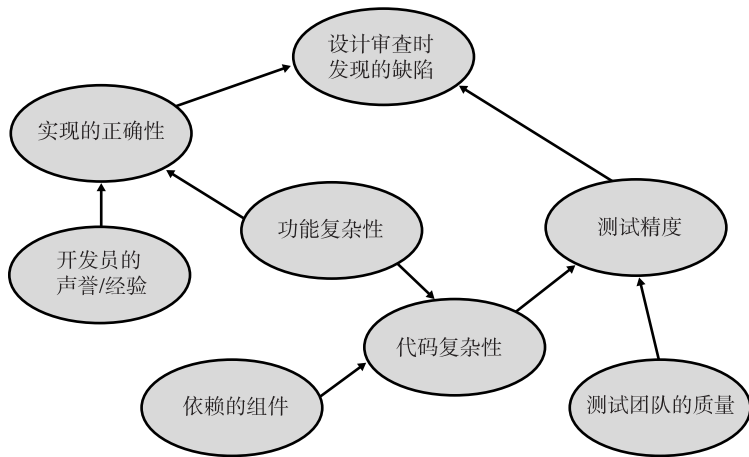 设计审查时
发现的缺陷
实现的正确性
功能复杂性
测试精度
开发员的
声誉/经验
代码复杂性
依赖的组件
测试团队的质量